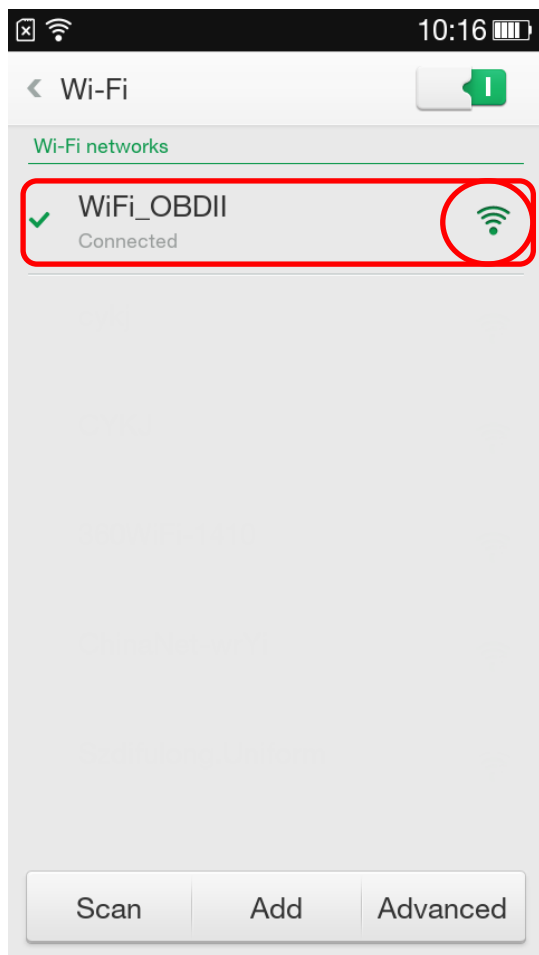 10:16
Wi-Fi
Wi-Fi networks
WiFi_OBDII
Connected
Scan Add Advanced